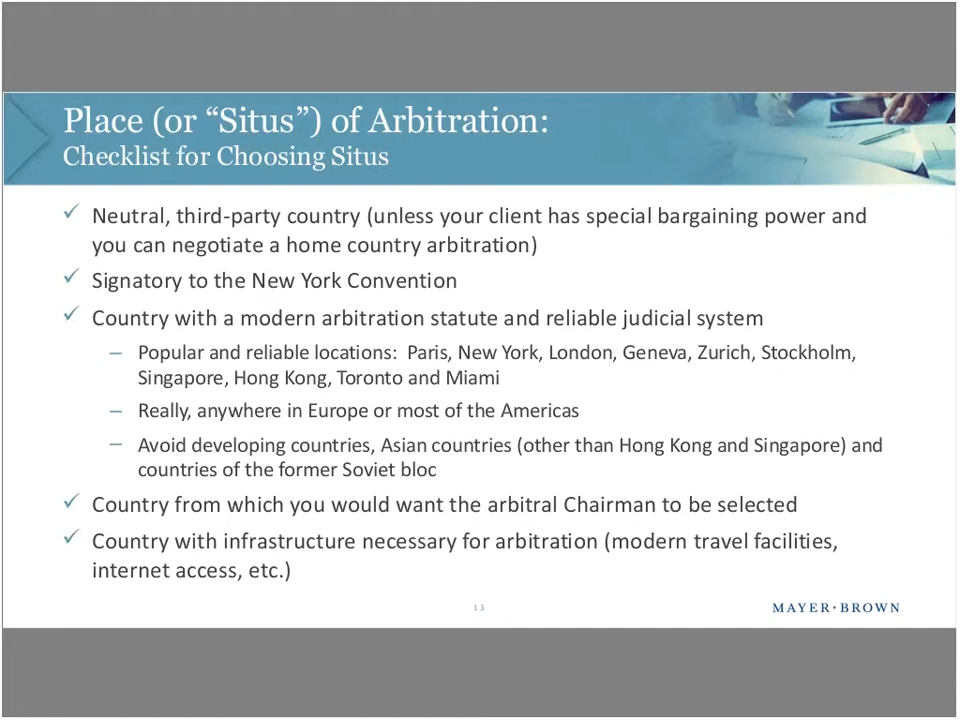 Place (or “Situs”) of Arbitration:
Checklist for Choosing Situs
✓ Neutral, third-party country (unless your client has special bargaining power and
you can negotiate a home country arbitration)
✓ Signatory to the New York Convention
✓ Country with a modern arbitration statute and reliable judicial system
– Popular and reliable locations:  Paris, New York, London, Geneva, Zurich, Stockholm,
Singapore, Hong Kong, Toronto and Miami
– Really, anywhere in Europe or most of the Americas
– Avoid developing countries, Asian countries (other than Hong Kong and Singapore) and
countries of the former Soviet bloc
✓ Country from which you would want the arbitral Chairman to be selected
✓ Country with infrastructure necessary for arbitration (modern travel facilities,
internet access, etc.)
13
MAYER•BROWN